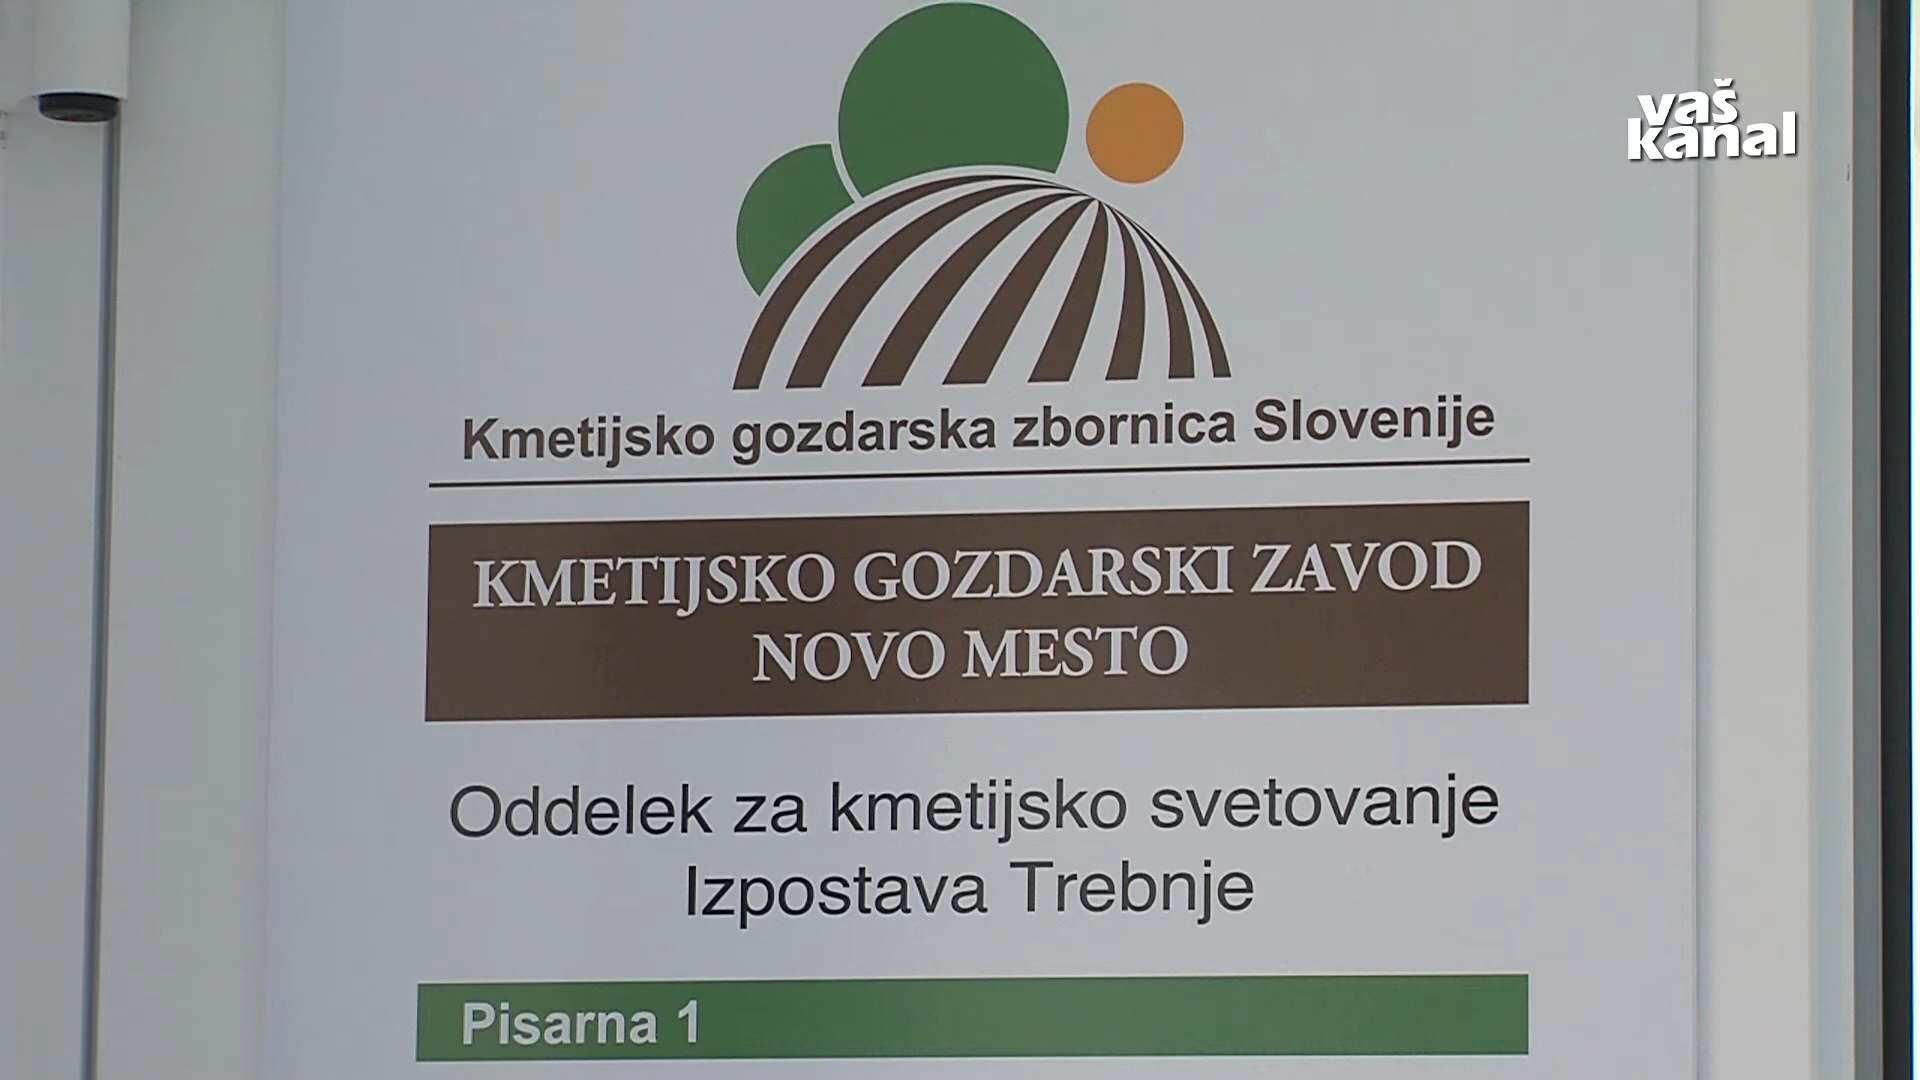 vaš
kanal
Kmetijsko gozdarska zbornica Slovenije
KMETIJSKO GOZDARSKI ZAVOD
NOVO MESTO
Oddelek za kmetijsko svetovanje
Izpostava Trebnje
Pisarna 1